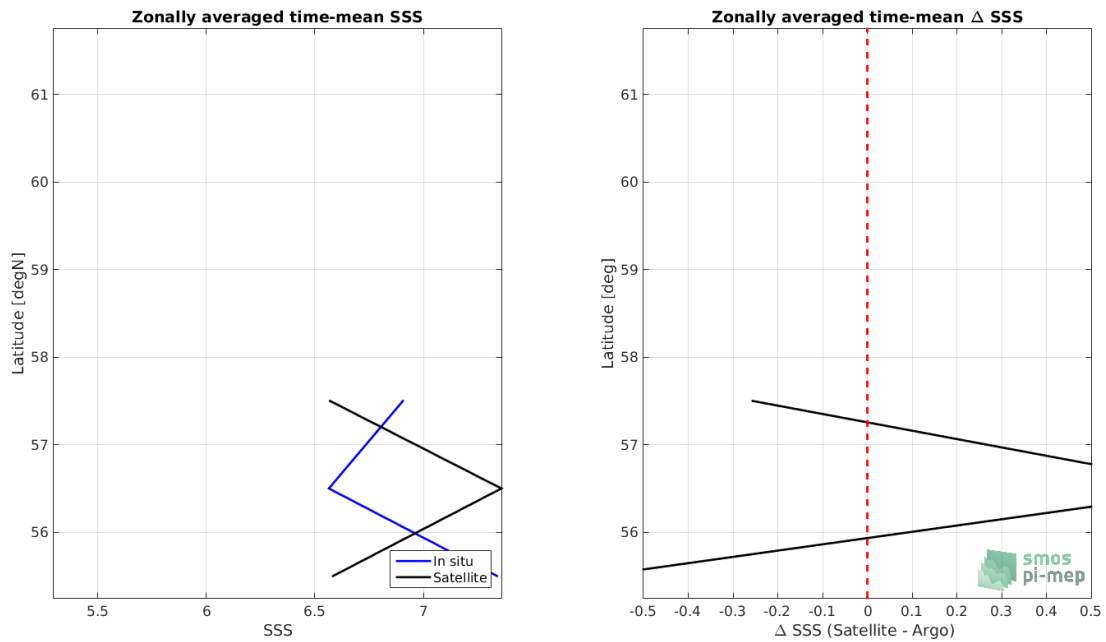 Zonally averaged time-mean SSS
61
60
59
58
57
56
Latitude [degN]
5.5 6 6.5 7
SSS
In situ
Satellite
Zonally averaged time-mean Δ SSS
61
60
59
58
57
56
Latitude [deg]
-0.5 -0.4 -0.3 -0.2 -0.1 0 0.1 0.2 0.3 0.4 0.5
Δ SSS (Satellite - Argo)
smos
pi-mep